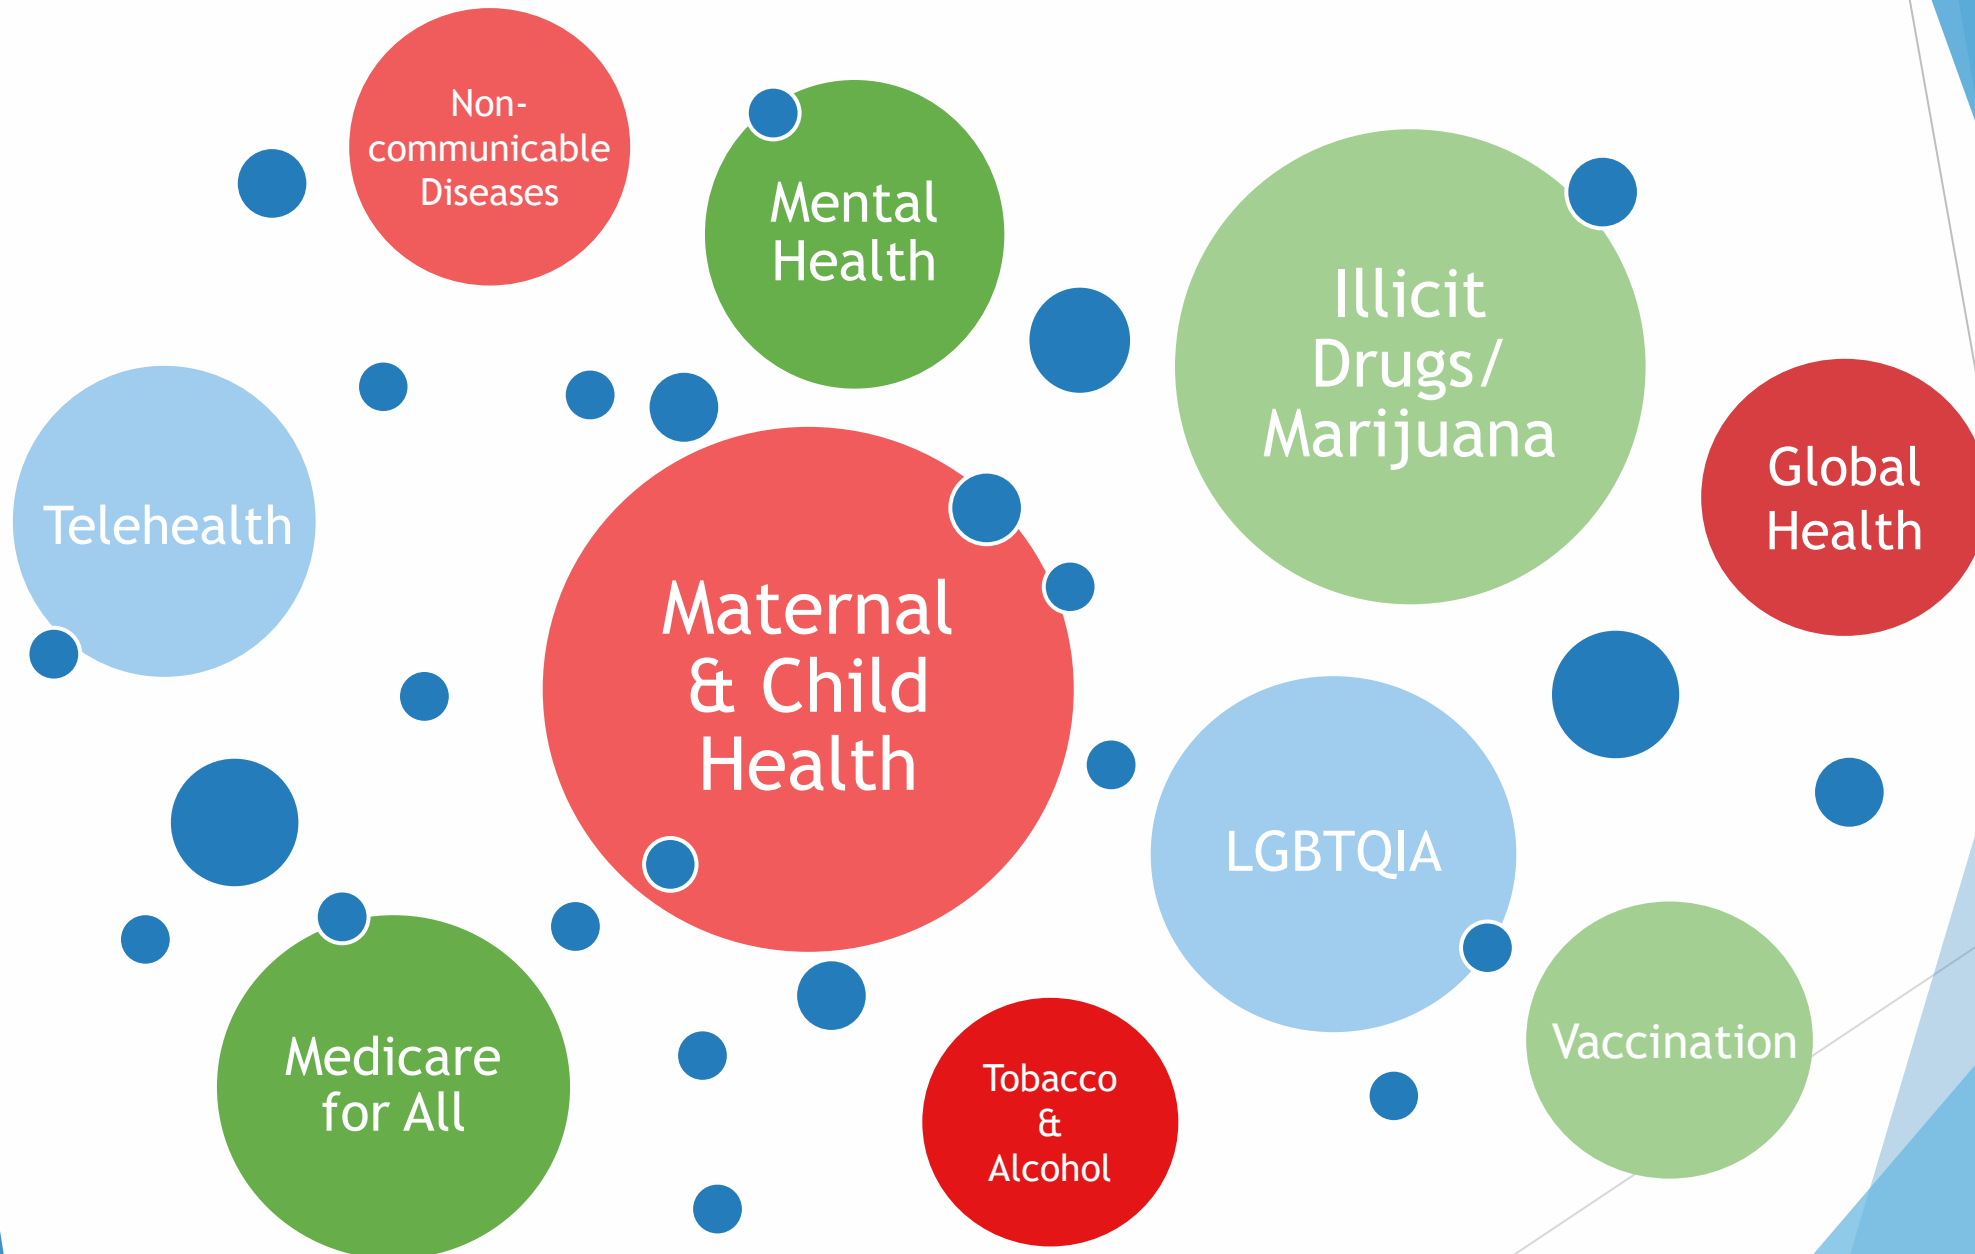 Non-
communicable
Diseases
Mental
Health
Illicit
Drugs/
Marijuana
Global
Health
Telehealth
Maternal
& Child
Health
LGBTQIA
Medicare
for All
Tobacco
&
Alcohol
Vaccination